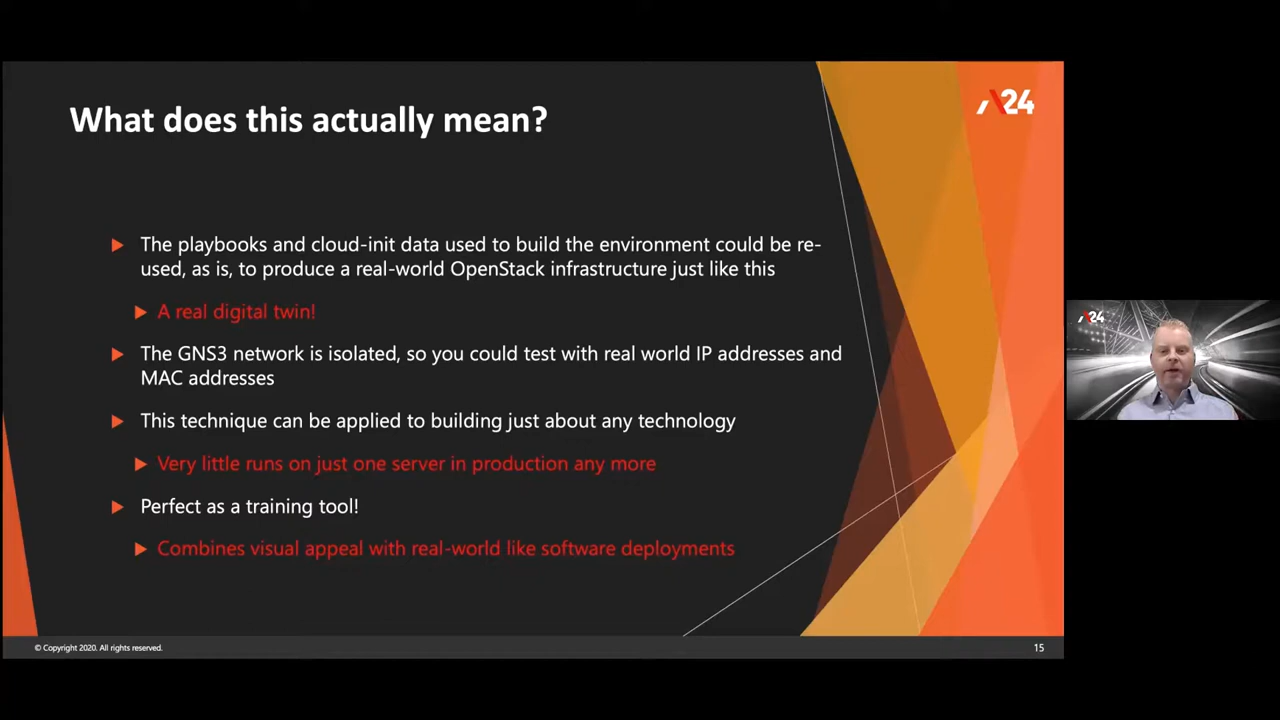 What does this actually mean?
24
The playbooks and cloud-init data used to build the environment could be re-
used, as is, to produce a real-world OpenStack infrastructure just like this
A real digital twin!
The GNS3 network is isolated, so you could test with real world IP addresses and
MAC addresses
This technique can be applied to building just about any technology
Very little runs on just one server in production any more
Perfect as a training tool!
Combines visual appeal with real-world like software deployments
© Copyright 2020. All rights reserved.
15
24